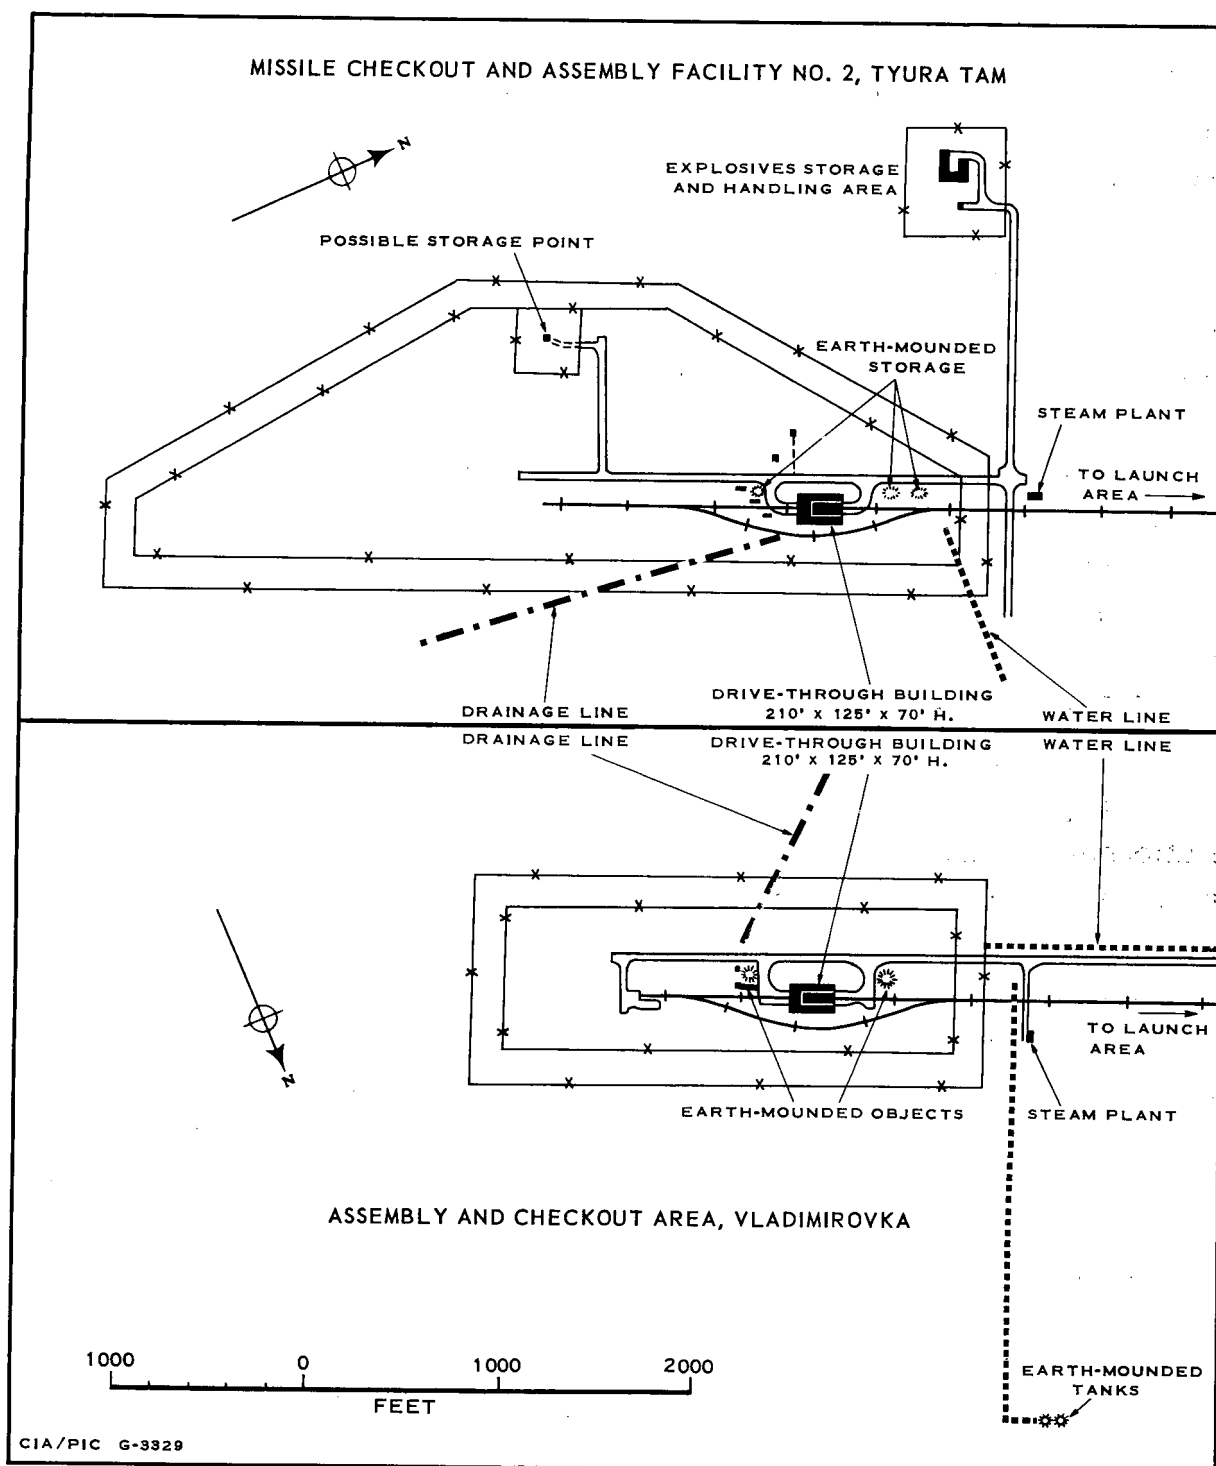 MISSILE CHECKOUT AND ASSEMBLY FACILITY NO. 2, TYURA TAM
N
EXPLOSIVES STORAGE
AND HANDLING AREA
POSSIBLE STORAGE POINT
EARTH-MOUNDED
STORAGE
STEAM PLANT
TO LAUNCH
AREA
DRIVE-THROUGH BUILDING
210' x 125' x 70' H.
DRAINAGE LINE
WATER LINE
DRAINAGE LINE
DRIVE-THROUGH BUILDING
210' x 125' x 70' H.
WATER LINE
TO LAUNCH
AREA
N
EARTH-MOUNDED OBJECTS
STEAM PLANT
ASSEMBLY AND CHECKOUT AREA, VLADIMIROVKA
1000 0 1000 2000
FEET
EARTH-MOUNDED
TANKS
CIA/PIC G-3329